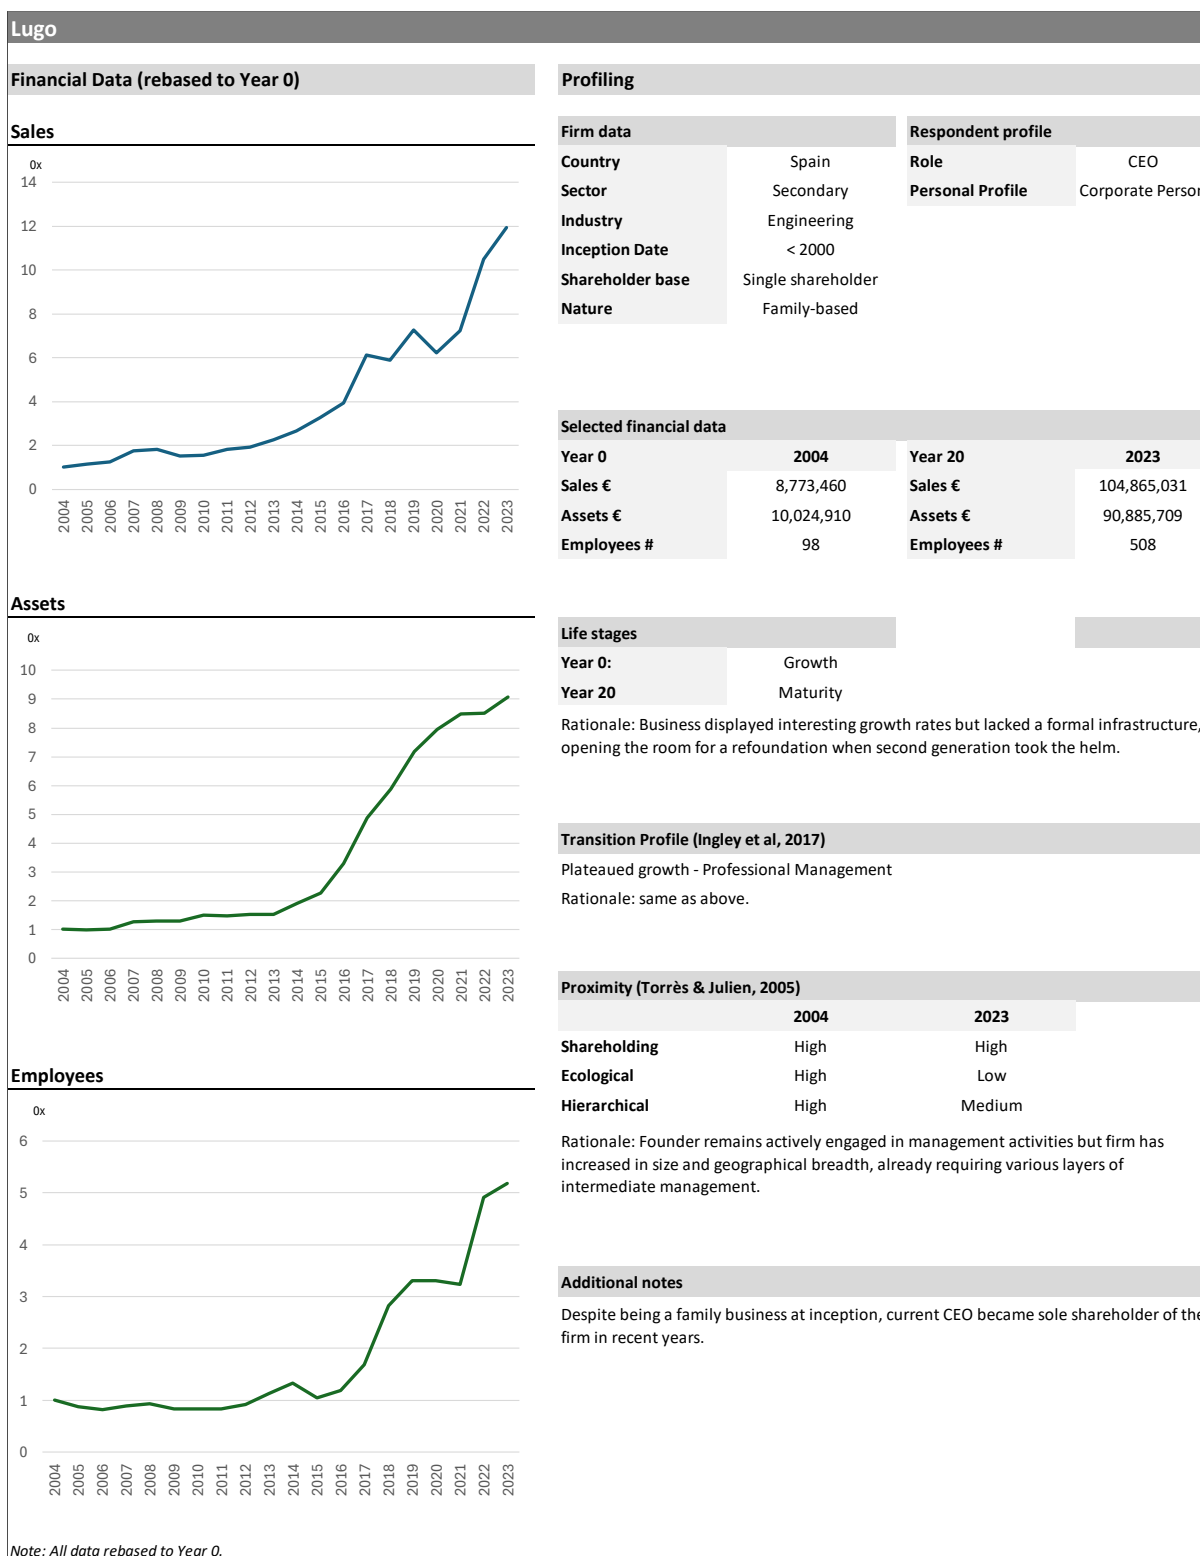 Lugo
Financial Data (rebased to Year 0)
Sales
0x
14
12
10
8
6
4
2
0
2004 2005 2006 2007 2008 2009 2010 2011 2012 2013 2014 2015 2016 2017 2018 2019 2020 2021 2022 2023
Assets
0x
10
9
8
7
6
5
4
3
2
1
0
2004 2005 2006 2007 2008 2009 2010 2011 2012 2013 2014 2015 2016 2017 2018 2019 2020 2021 2022 2023
Employees
0x
6
5
4
3
2
1
0
2004 2005 2006 2007 2008 2009 2010 2011 2012 2013 2014 2015 2016 2017 2018 2019 2020 2021 2022 2023
Note: All data rebased to Year 0.
Profiling
Firm data
Country Spain
Sector Secondary
Industry Engineering
Inception Date < 2000
Shareholder base Single shareholder
Nature Family-based
Respondent profile
Role CEO
Personal Profile Corporate Person
Selected financial data
Year 0 2004 Year 20 2023
Sales € 8,773,460 Sales € 104,865,031
Assets € 10,024,910 Assets € 90,885,709
Employees # 98 Employees # 508
Life stages
Year 0: Growth
Year 20 Maturity
Rationale: Business displayed interesting growth rates but lacked a formal infrastructure,
opening the room for a refoundation when second generation took the helm.
Transition Profile (Ingley et al, 2017)
Plateaued growth - Professional Management
Rationale: same as above.
Proximity (Torrès & Julien, 2005)
2004 2023
Shareholding High High
Ecological High Low
Hierarchical High Medium
Rationale: Founder remains actively engaged in management activities but firm has
increased in size and geographical breadth, already requiring various layers of
intermediate management.
Additional notes
Despite being a family business at inception, current CEO became sole shareholder of the
firm in recent years.